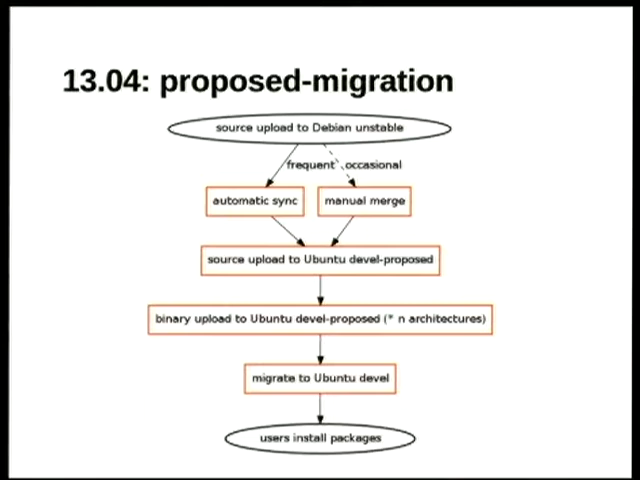 13.04: proposed-migration
source upload to Debian unstable
frequent occasional
automatic sync manual merge
source upload to Ubuntu devel-proposed
binary upload to Ubuntu devel-proposed (* n architectures)
migrate to Ubuntu devel
users install packages